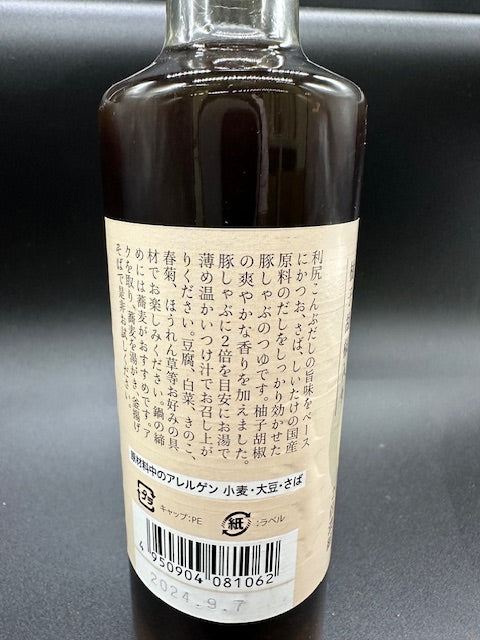 利尻こんぶだしの旨味をベース
にかつお、さば、しいたけの国産
原料のだしをしっかり効かせた
豚しゃぶのつゆです。柚子胡椒
の爽やかな香りを加えました。
豚しゃぶに2倍を目安にお湯で
薄め温かいつけ汁でお召し上が
りください。豆腐、白菜、きのこ、
春菊、ほうれん草等お好みの具
材でお楽しみください。鍋の締
めには蕎麦がおすすめです。ア
クを取り、蕎麦を湯がき、釜揚げ
そばで是非お試しください。
原材料中のアレルゲン 小麦・大豆・さば
プラ
キャップ:PE
紙
:ラベル
4950904081062
2024.9.7